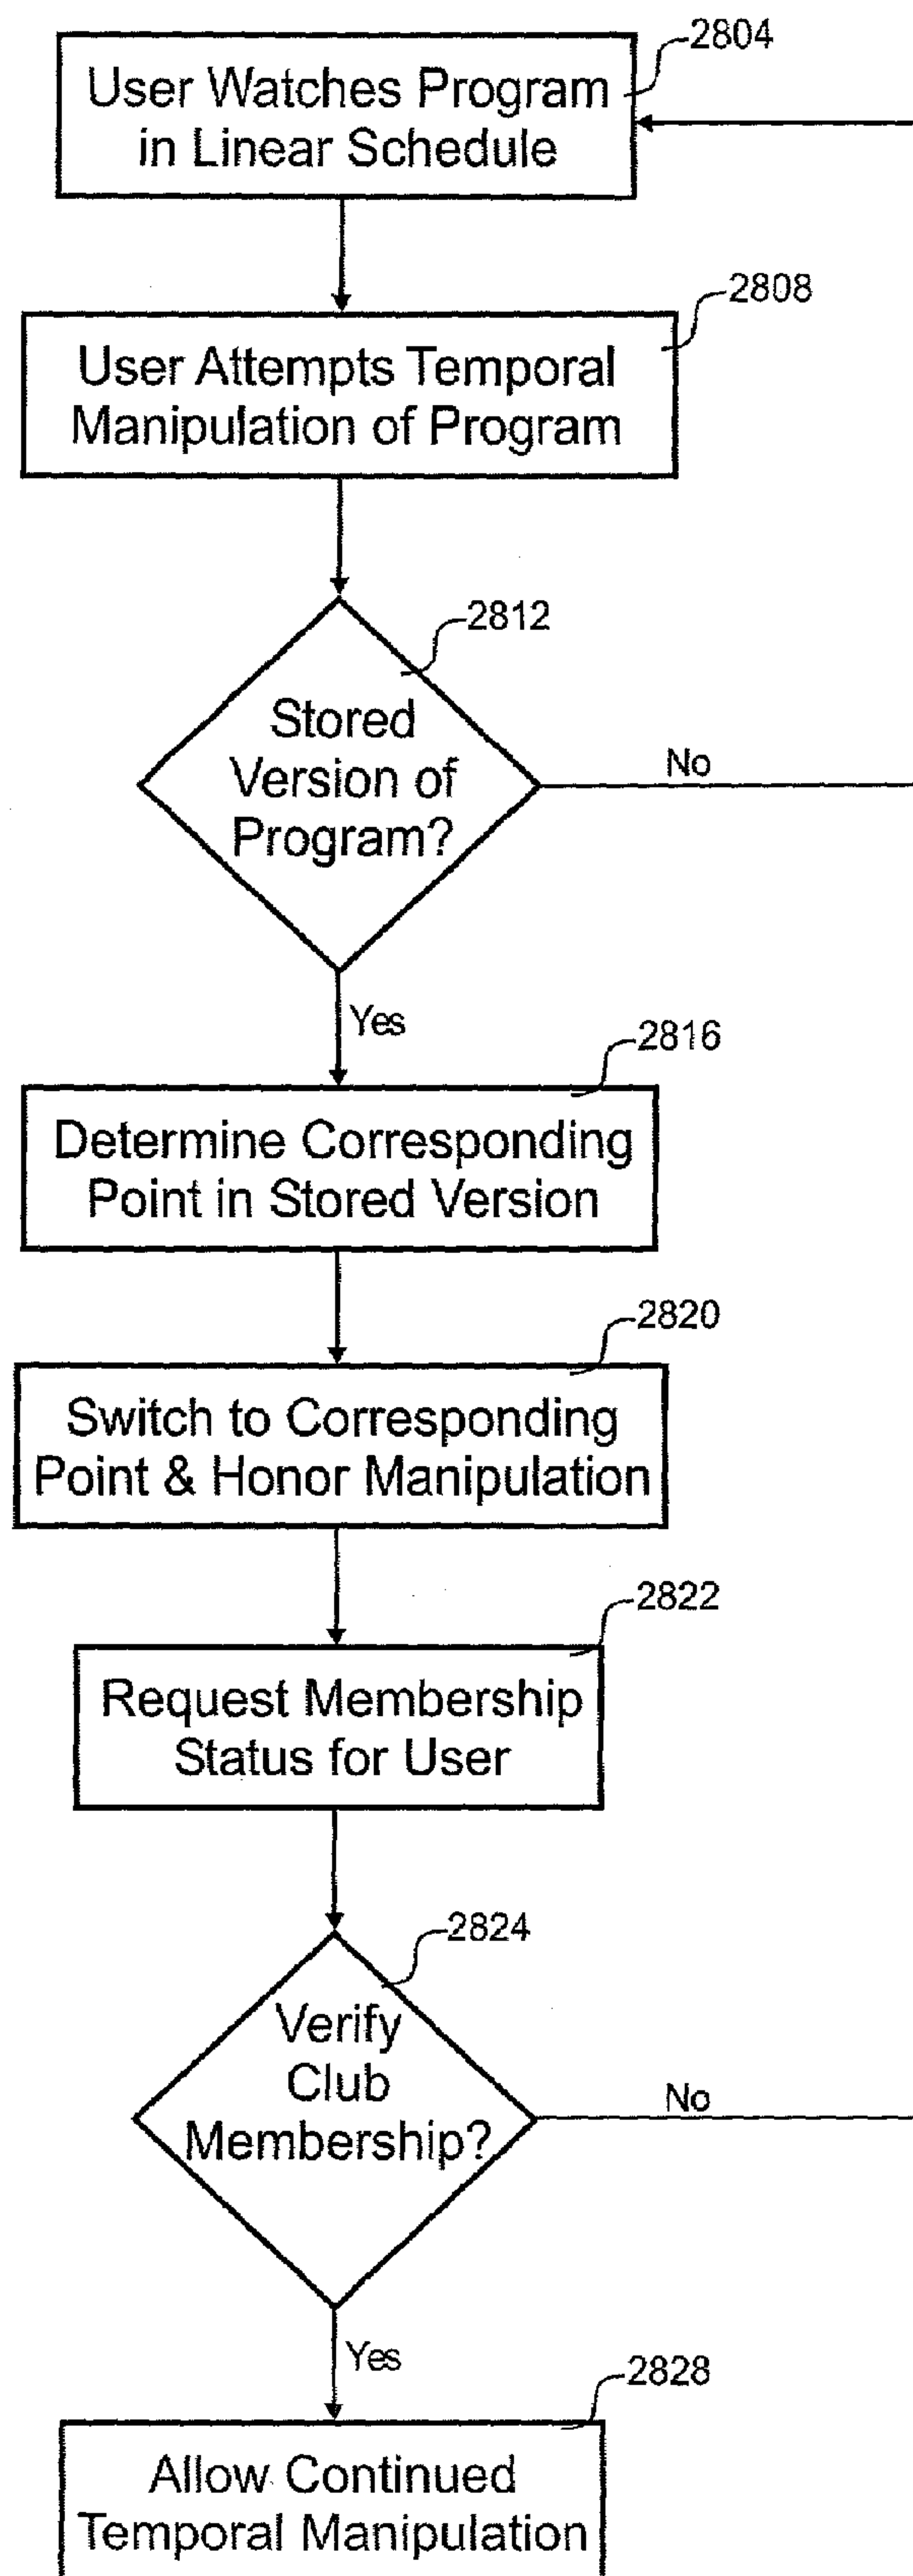 2804
User Watches Program
in Linear Schedule
2808
User Attempts Temporal
Manipulation of Program
2812
Stored
Version of
Program?
No
Yes
2816
Determine Corresponding
Point in Stored Version
2820
Switch to Corresponding
Point & Honor Manipulation
2822
Request Membership
Status for User
2824
Verify
Club
Membership?
No
Yes
2828
Allow Continued
Temporal Manipulation